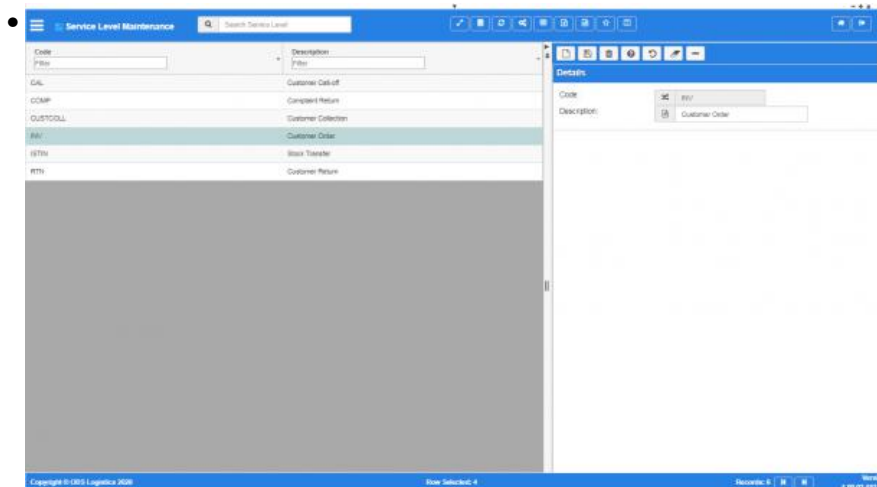 Service Level Maintenance
Search Service Level
Code
Description
Filter
Filter
CAL
Customer Call-off
COMP
Complaint Return
CUSTCOLL
Customer Collection
INV
Customer Order
ISTIN
Stock Transfer
RTN
Customer Return
Details
Code
INV
Description:
Customer Order
Copyright © OBS Logistics 2020
Row Selected: 4
Records: 6